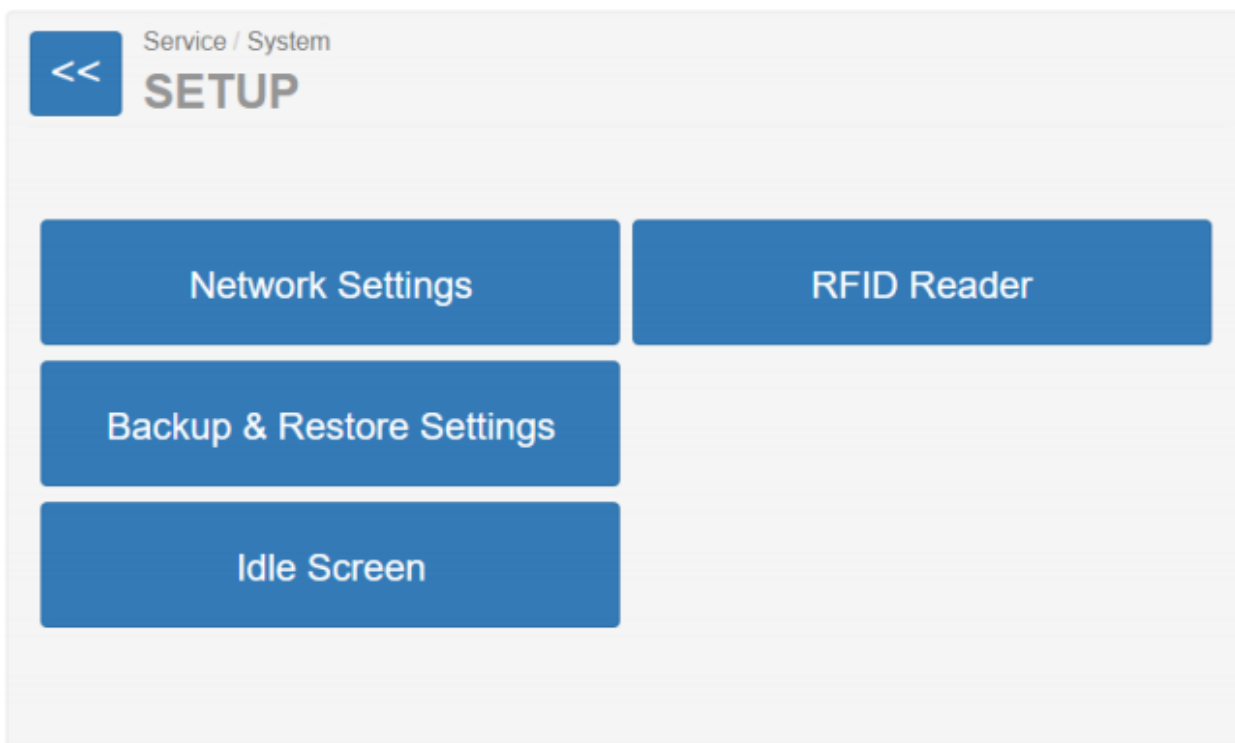 <<
Service / System
SETUP
Network Settings
RFID Reader
Backup & Restore Settings
Idle Screen